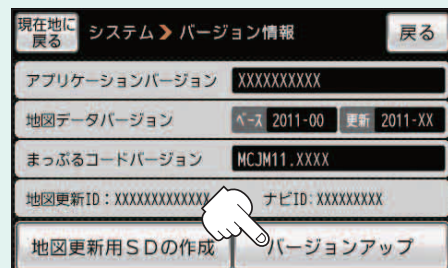 現在地に
戻る
システム❯バージョン情報
戻る
アプリケーションバージョン XXXXXXXXXX
地図データバージョン ベース 2011-00 更新 2011-XX
まっぷるコードバージョン MCJM11.XXXX
地図更新ID:XXXXXXXXXXXXX ナビID:XXXXXXXXX
地図更新用SDの作成 バージョンアップ